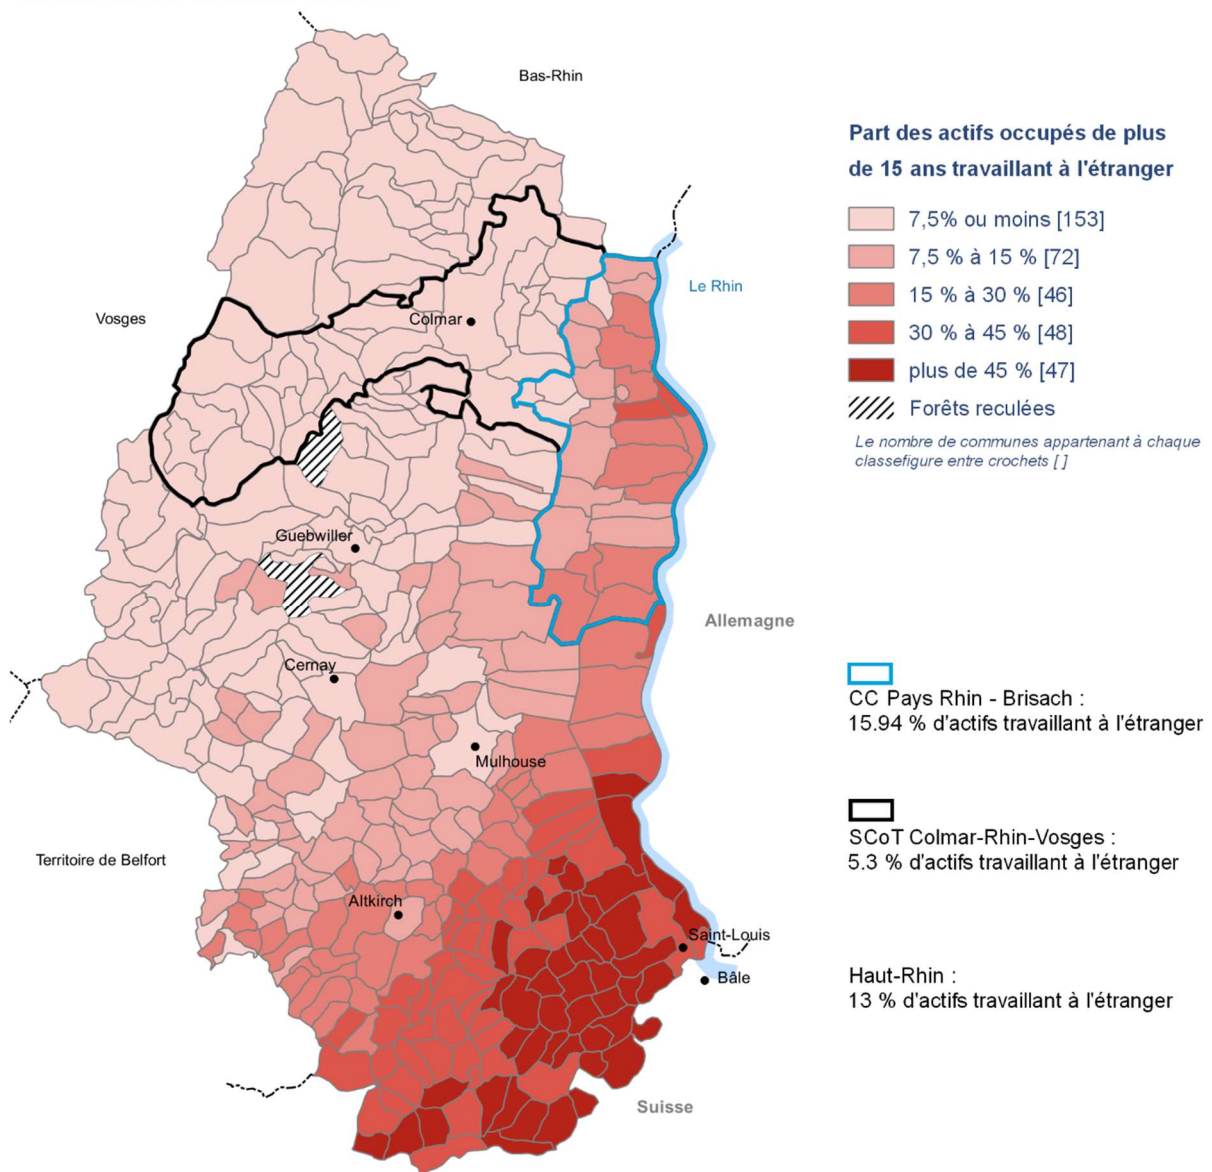 Bas-Rhin
Vosges
Le Rhin
Colmar
Guebwiller
Allemagne
Cernay
Mulhouse
Territoire de Belfort
Altkirch
Saint-Louis
Bâle
Suisse
Part des actifs occupés de plus
de 15 ans travaillant à l'étranger
7,5% ou moins [153]
7,5 % à 15 % [72]
15 % à 30 % [46]
30 % à 45 % [48]
plus de 45 % [47]
Forêts reculées
Le nombre de communes appartenant à chaque
classefigure entre crochets [ ]
CC Pays Rhin - Brisach :
15.94 % d'actifs travaillant à l'étranger
SCoT Colmar-Rhin-Vosges :
5.3 % d'actifs travaillant à l'étranger
Haut-Rhin :
13 % d'actifs travaillant à l'étranger